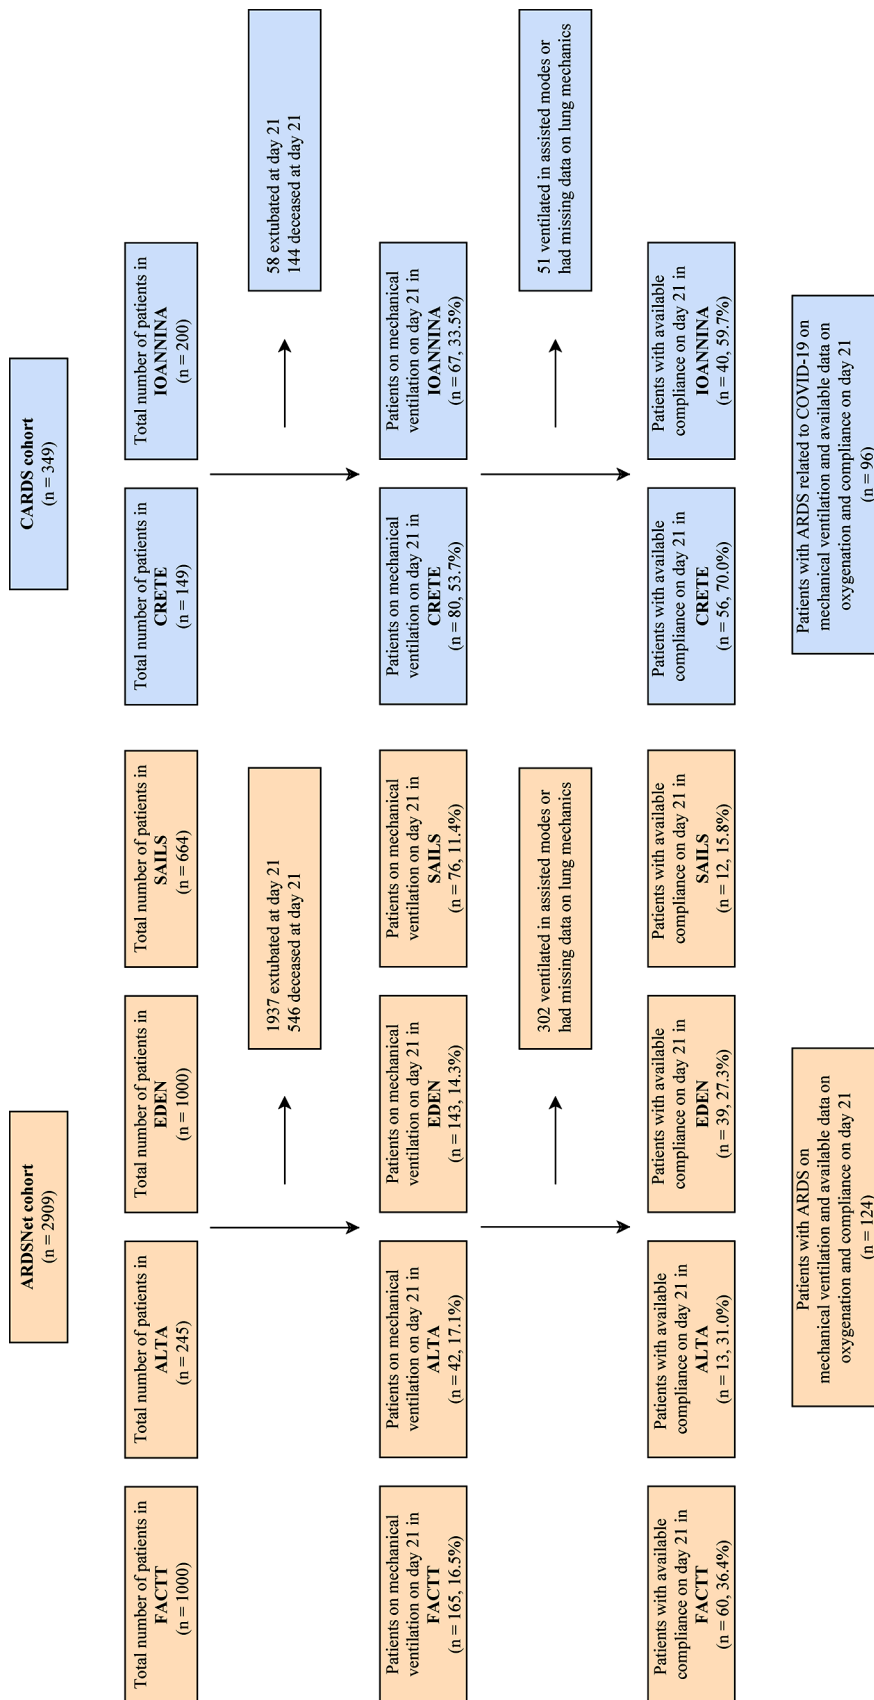 ARDSNet cohort
(n = 2909)
CARDS cohort
(n = 349)
Total number of patients in
FACTT
(n = 1000)
Total number of patients in
ALTA
(n = 245)
Total number of patients in
EDEN
(n = 1000)
Total number of patients in
SAILS
(n = 664)
Total number of patients in
CRETE
(n = 149)
Total number of patients in
IOANNINA
(n = 200)
1937 extubated at day 21
546 deceased at day 21
58 extubated at day 21
144 deceased at day 21
Patients on mechanical
ventilation on day 21 in
FACTT
(n = 165, 16.5%)
Patients on mechanical
ventilation on day 21 in
ALTA
(n = 42, 17.1%)
Patients on mechanical
ventilation on day 21 in
EDEN
(n = 143, 14.3%)
Patients on mechanical
ventilation on day 21 in
SAILS
(n = 76, 11.4%)
Patients on mechanical
ventilation on day 21 in
CRETE
(n = 80, 53.7%)
Patients on mechanical
ventilation on day 21 in
IOANNINA
(n = 67, 33.5%)
302 ventilated in assisted modes or
had missing data on lung mechanics
51 ventilated in assisted modes or
had missing data on lung mechanics
Patients with available
compliance on day 21 in
FACTT
(n = 60, 36.4%)
Patients with available
compliance on day 21 in
ALTA
(n = 13, 31.0%)
Patients with available
compliance on day 21 in
EDEN
(n = 39, 27.3%)
Patients with available
compliance on day 21 in
SAILS
(n = 12, 15.8%)
Patients with available
compliance on day 21 in
CRETE
(n = 56, 70.0%)
Patients with available
compliance on day 21 in
IOANNINA
(n = 40, 59.7%)
Patients with ARDS on
mechanical ventilation and available data on
oxygenation and compliance on day 21
(n = 124)
Patients with ARDS related to COVID-19 on
mechanical ventilation and available data on
oxygenation and compliance on day 21
(n = 96)